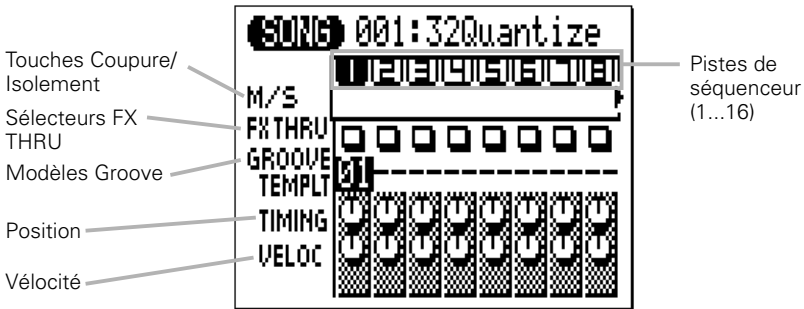 SONG 001:32Quantize
Touches Coupure/
Isolement
Sélecteurs FX
THRU
Modèles Groove
Position
Vélocité
1 2 3 4 5 6 7 8
M/S
FX THRU
GROOVE
TEMPLT
01
TIMING
VELOC
Pistes de
séquenceur
(1...16)